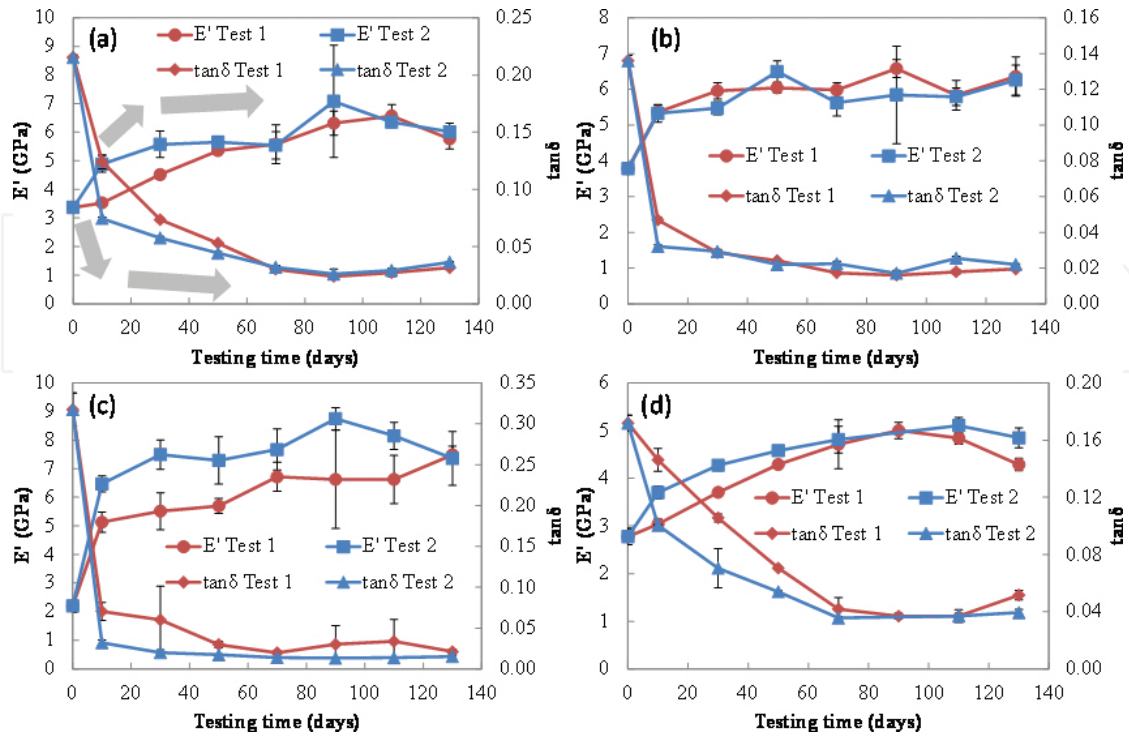 (a)
E' Test 1
E' Test 2
tanδ Test 1
tanδ Test 2
E' (GPa)
10
9
8
7
6
5
4
3
2
1
0
0.25
0.20
0.15
0.10
0.05
0.00
tanδ
0 20 40 60 80 100 120 140
Testing time (days)
(b)
E' Test 1
E' Test 2
tanδ Test 1
tanδ Test 2
E' (GPa)
8
7
6
5
4
3
2
1
0
0.16
0.14
0.12
0.10
0.08
0.06
0.04
0.02
0.00
tanδ
0 20 40 60 80 100 120 140
Testing time (days)
(c)
E' Test 1
E' Test 2
tanδ Test 1
tanδ Test 2
E' (GPa)
10
9
8
7
6
5
4
3
2
1
0
0.35
0.30
0.25
0.20
0.15
0.10
0.05
0.00
tanδ
0 20 40 60 80 100 120 140
Testing time (days)
(d)
E' Test 1
E' Test 2
tanδ Test 1
tanδ Test 2
E' (GPa)
6
5
4
3
2
1
0
0.20
0.16
0.12
0.08
0.04
0.00
tanδ
0 20 40 60 80 100 120 140
Testing time (days)